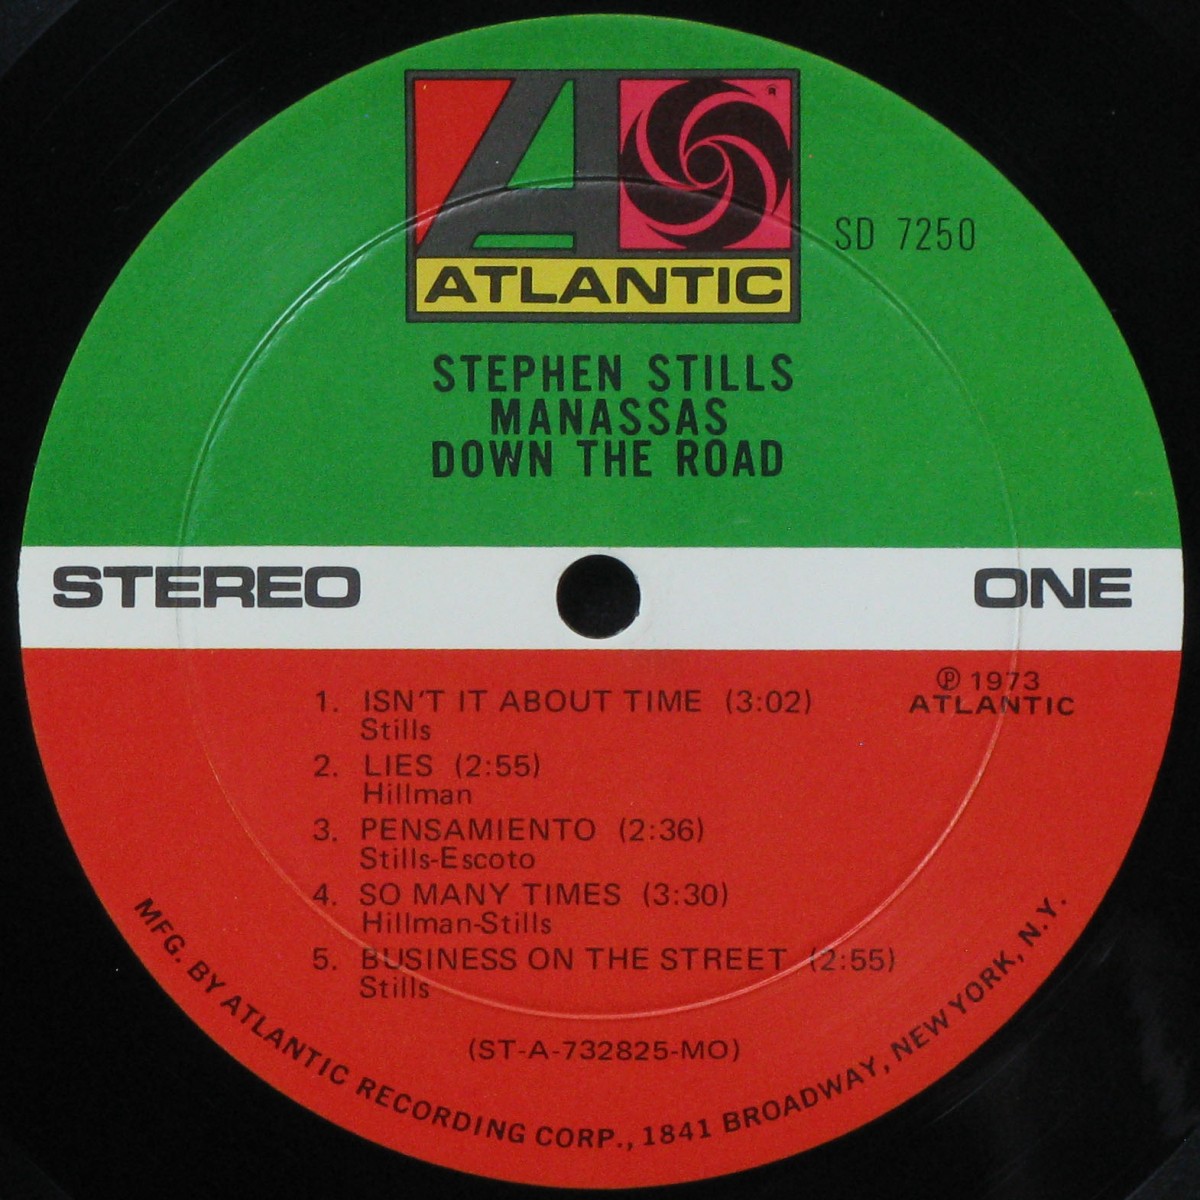 ®
ATLANTIC
SD 7250
STEPHEN STILLS
MANASSAS
DOWN THE ROAD
STEREO
ONE
℗ 1973
ATLANTIC
1. ISN'T IT ABOUT TIME (3:02)
Stills
2. LIES (2:55)
Hillman
3. PENSAMIENTO (2:36)
Stills-Escoto
4. SO MANY TIMES (3:30)
Hillman-Stills
5. BUSINESS ON THE STREET (2:55)
Stills
(ST-A-732825-MO)
MFG. BY ATLANTIC RECORDING CORP., 1841 BROADWAY, NEW YORK, N.Y.